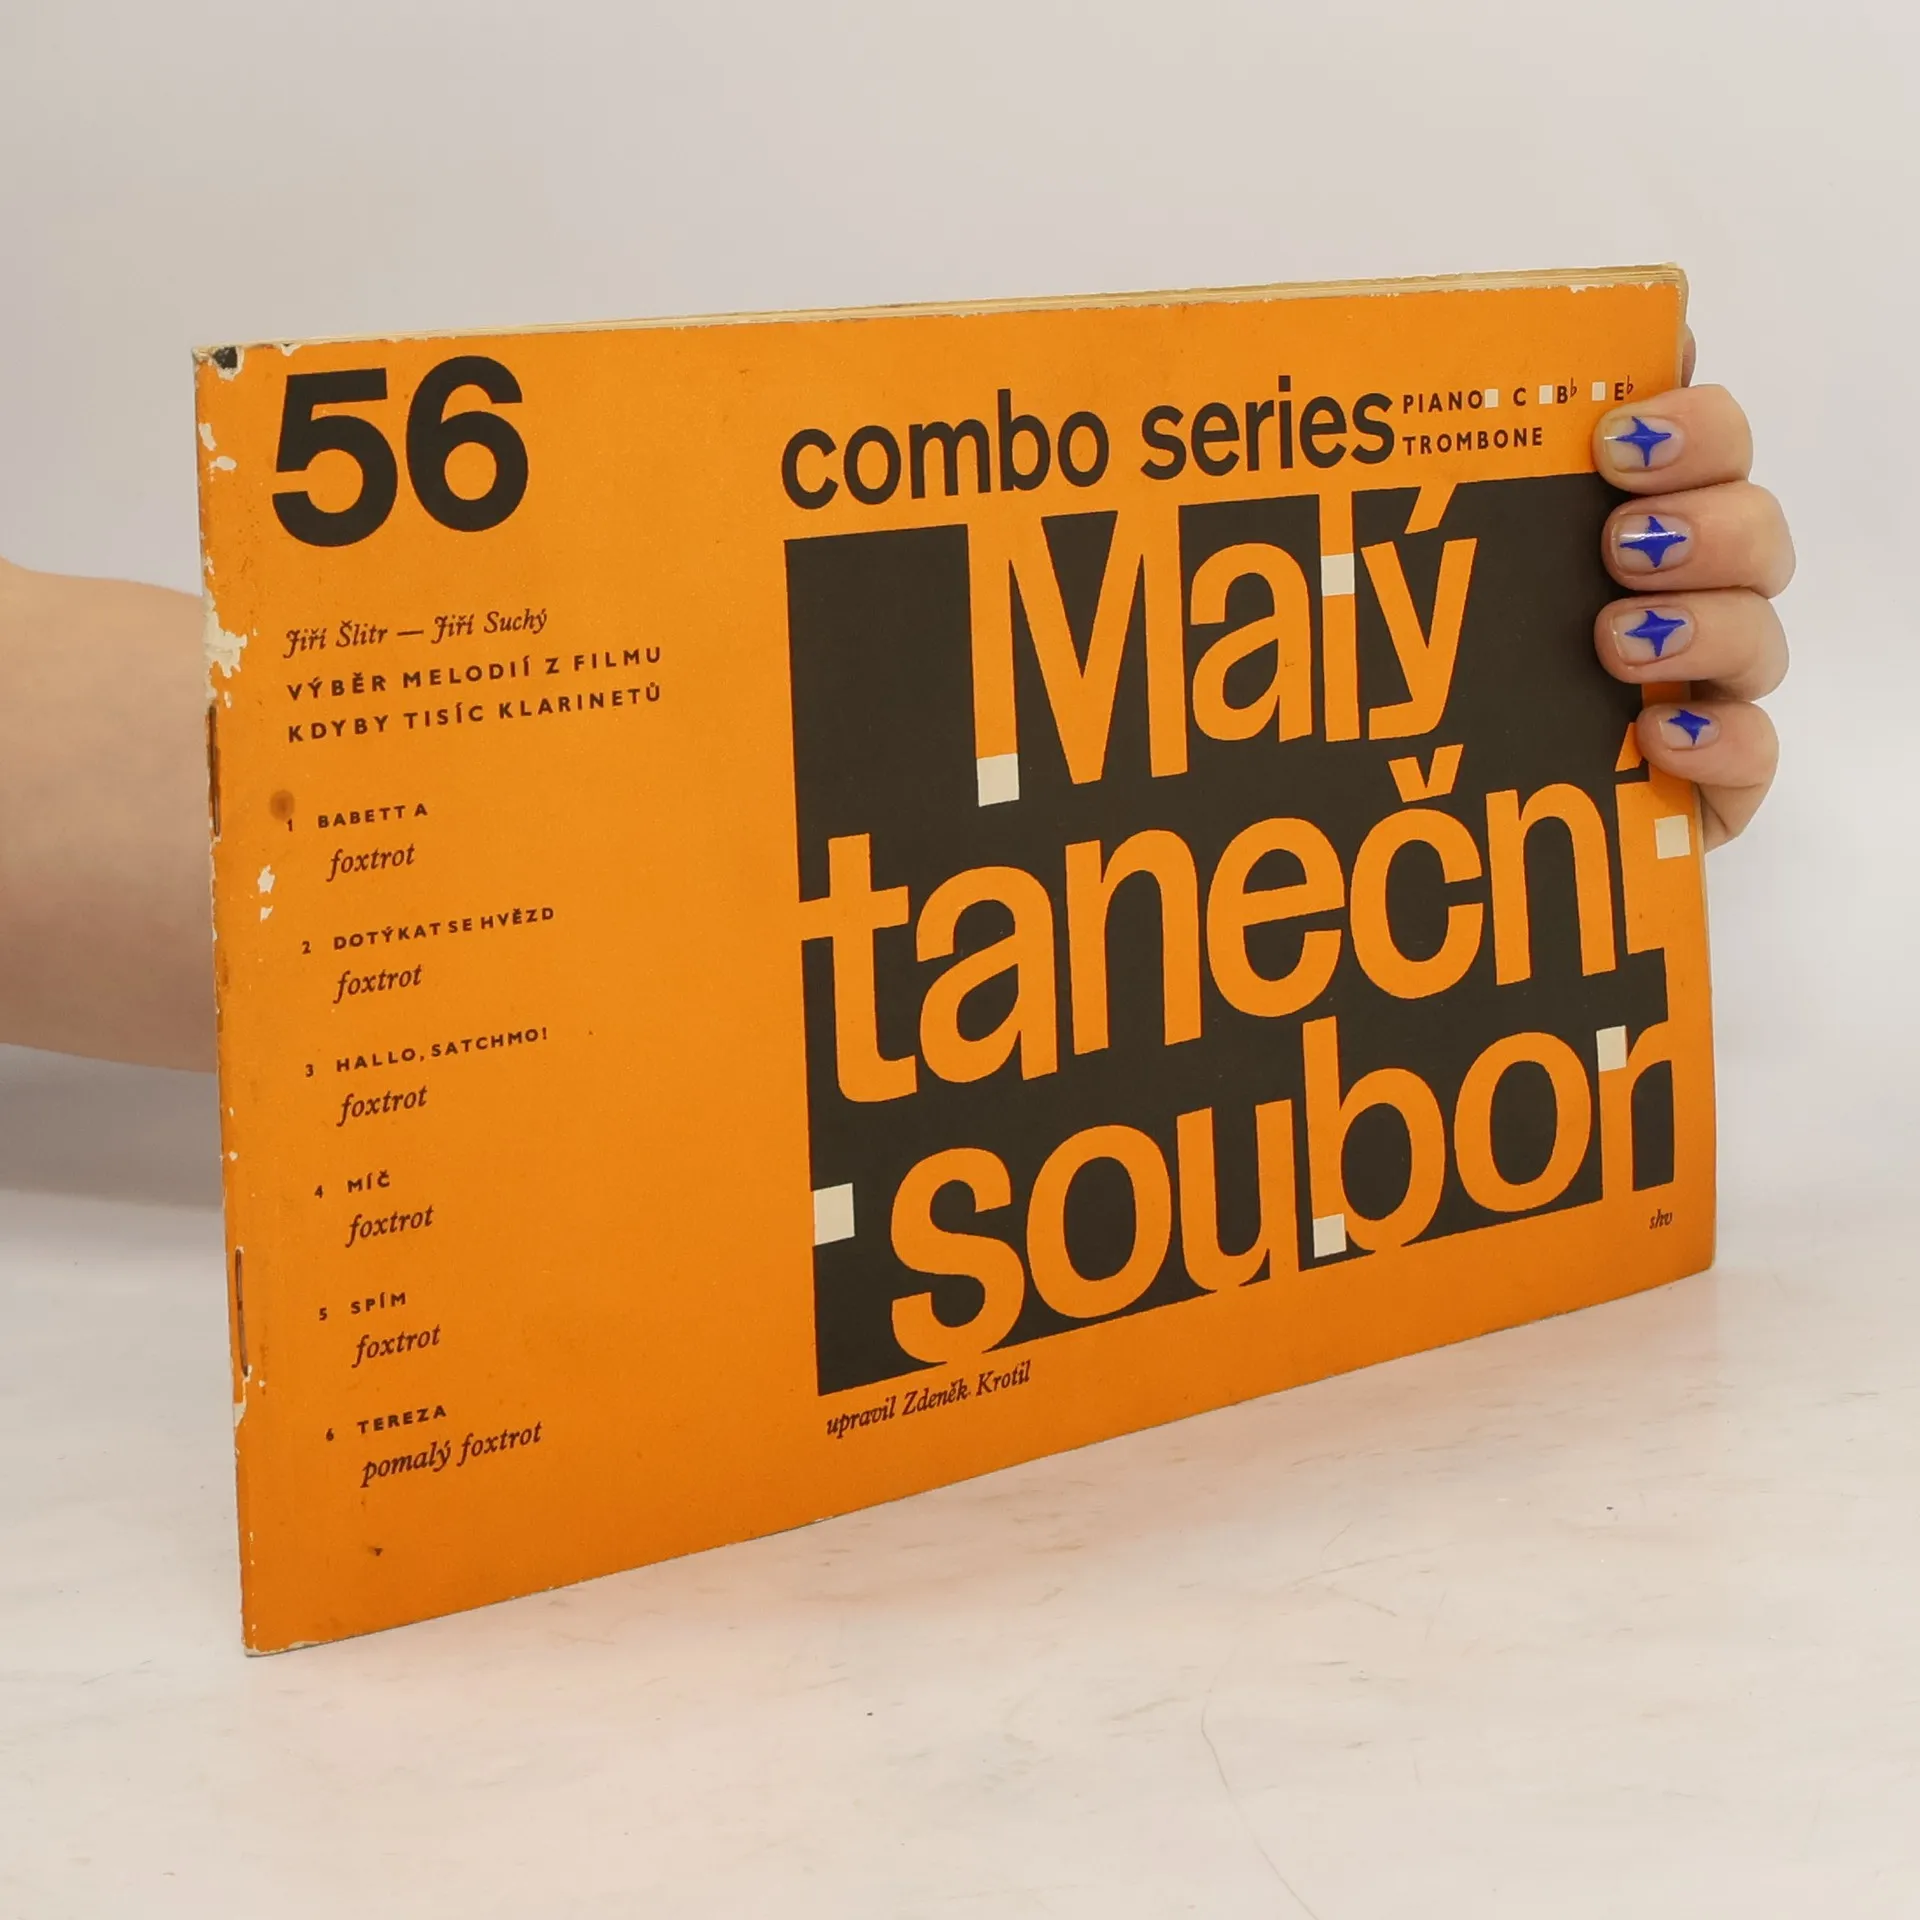 56
Jiří Šlitr — Jiří Suchý
VÝBĚR MELODIÍ Z FILMU
KDYBY TISÍC KLARINETŮ
1 BABETTA
foxtrot
2 DOTÝKAT SE HVĚZD
foxtrot
3 HALLO, SATCHMO!
foxtrot
4 MÍČ
foxtrot
5 SPÍM
foxtrot
6 TEREZA
pomalý foxtrot
combo series
PIANO C B♭ E♭
TROMBONE
Malý
taneční
soubor
shv
upravil Zdeněk Krotil